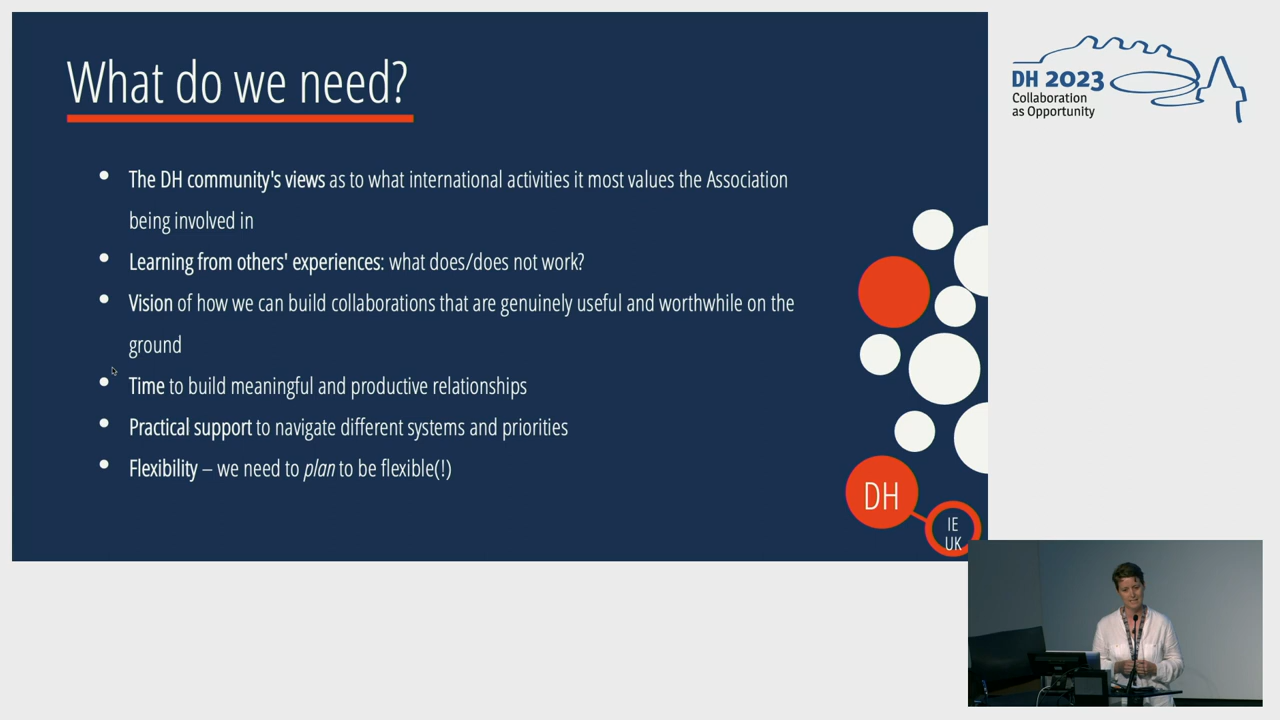 What do we need?
DH 2023
Collaboration
as Opportunity
• The DH community's views as to what international activities it most values the Association
being involved in
• Learning from others' experiences: what does/does not work?
• Vision of how we can build collaborations that are genuinely useful and worthwhile on the
ground
• Time to build meaningful and productive relationships
• Practical support to navigate different systems and priorities
• Flexibility – we need to plan to be flexible(!)
DH
IE
UK